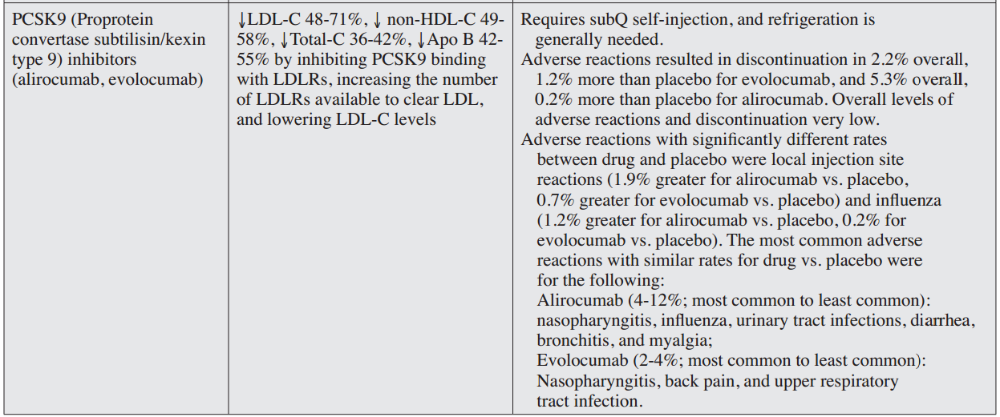 PCSK9 (Proprotein
convertase subtilisin/kexin
type 9) inhibitors
(alirocumab, evolocumab)
↓LDL-C 48-71%, ↓ non-HDL-C 49-
58%, ↓Total-C 36-42%, ↓Apo B 42-
55% by inhibiting PCSK9 binding
with LDLRs, increasing the number
of LDLRs available to clear LDL,
and lowering LDL-C levels
Requires subQ self-injection, and refrigeration is
generally needed.
Adverse reactions resulted in discontinuation in 2.2% overall,
1.2% more than placebo for evolocumab, and 5.3% overall,
0.2% more than placebo for alirocumab. Overall levels of
adverse reactions and discontinuation very low.
Adverse reactions with significantly different rates
between drug and placebo were local injection site
reactions (1.9% greater for alirocumab vs. placebo,
0.7% greater for evolocumab vs. placebo) and influenza
(1.2% greater for alirocumab vs. placebo, 0.2% for
evolocumab vs. placebo). The most common adverse
reactions with similar rates for drug vs. placebo were
for the following:
Alirocumab (4-12%; most common to least common):
nasopharyngitis, influenza, urinary tract infections, diarrhea,
bronchitis, and myalgia;
Evolocumab (2-4%; most common to least common):
Nasopharyngitis, back pain, and upper respiratory
tract infection.